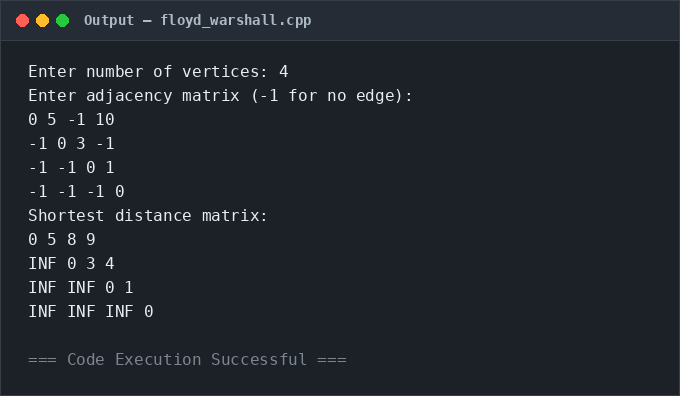 Output — floyd_warshall.cpp
Enter number of vertices: 4
Enter adjacency matrix (-1 for no edge):
0 5 -1 10
-1 0 3 -1
-1 -1 0 1
-1 -1 -1 0
Shortest distance matrix:
0 5 8 9
INF 0 3 4
INF INF 0 1
INF INF INF 0
=== Code Execution Successful ===